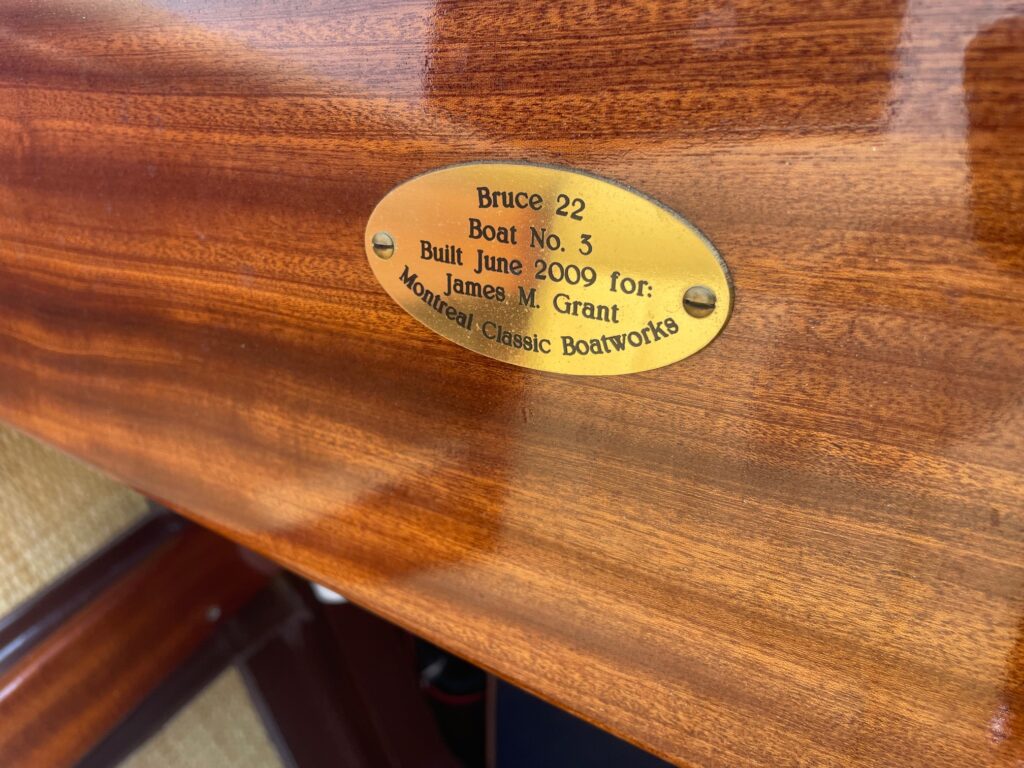 Bruce 22
Boat No. 3
Built June 2009 for:
James M. Grant
Montreal Classic Boatworks